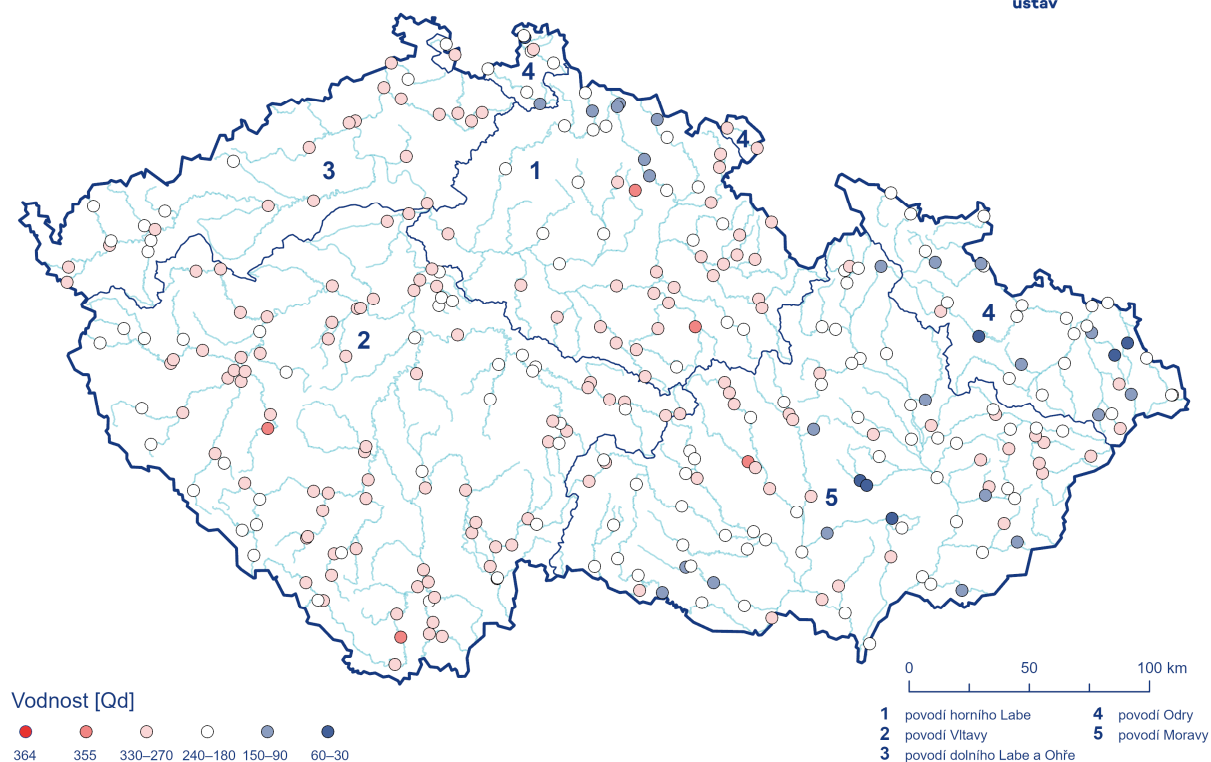 ústav
4
4
3
1
4
2
5
0 50 100 km
Vodnost [Qd]
364 355 330–270 240–180 150–90 60–30
1 povodí horního Labe
2 povodí Vltavy
3 povodí dolního Labe a Ohře
4 povodí Odry
5 povodí Moravy